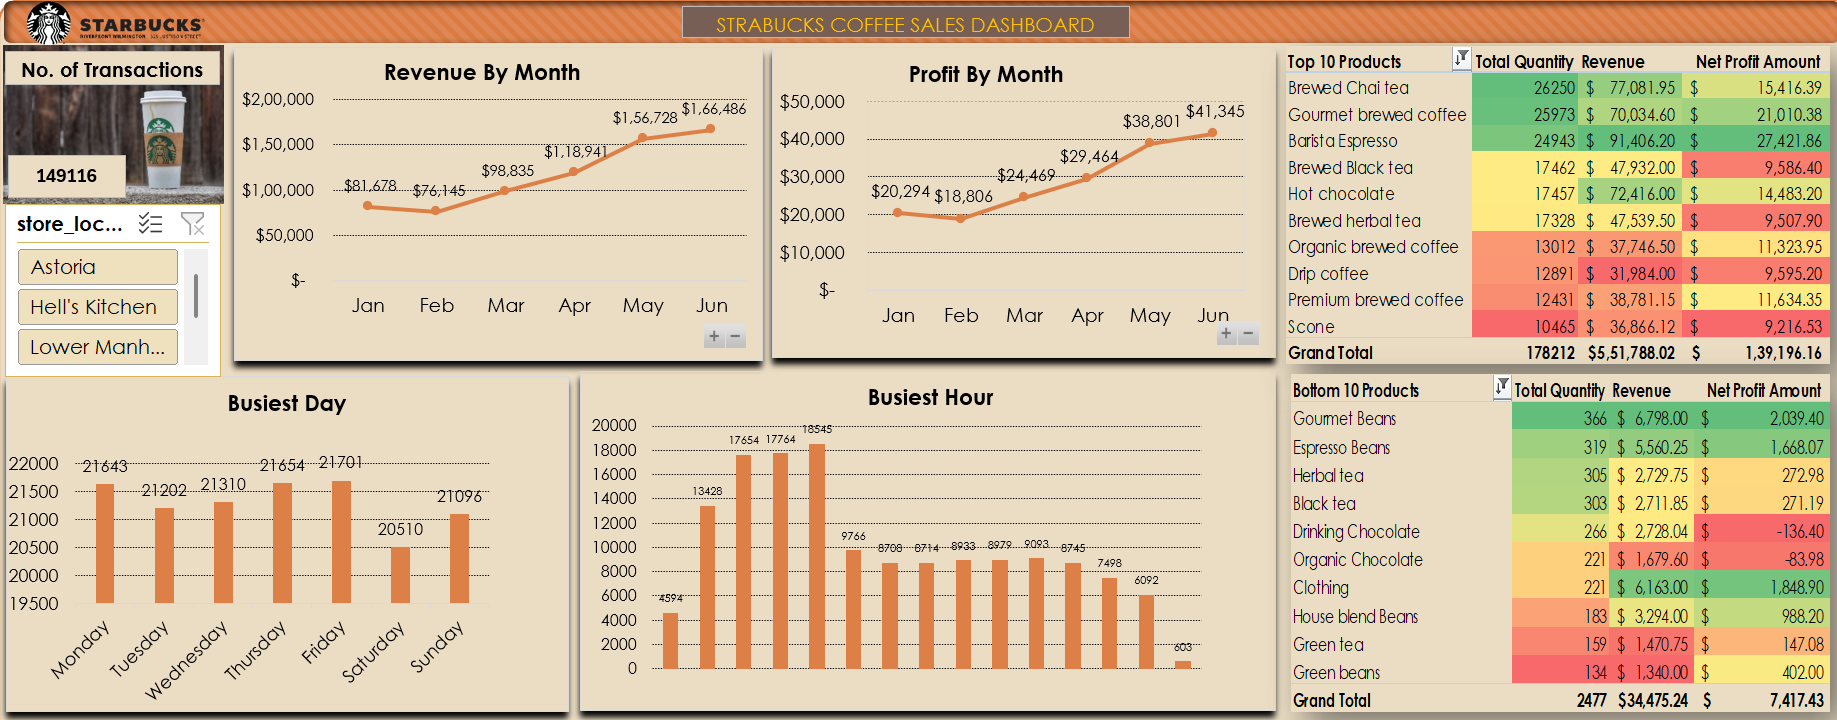 STARBUCKS
STRABUCKS COFFEE SALES DASHBOARD
No. of Transactions
149116
store_loc...
Astoria
Hell's Kitchen
Lower Manh...
Revenue By Month
$2,00,000
$1,50,000
$1,00,000
$50,000
$-
$81,678
$76,145
$98,835
$1,18,941
$1,56,728
$1,66,486
Jan Feb Mar Apr May Jun
+ −
Profit By Month
$50,000
$40,000
$30,000
$20,000
$10,000
$-
$20,294
$18,806
$24,469
$29,464
$38,801
$41,345
Jan Feb Mar Apr May Jun
+ −
Top 10 Products Total Quantity Revenue Net Profit Amount
Brewed Chai tea 26250 $ 77,081.95 $ 15,416.39
Gourmet brewed coffee 25973 $ 70,034.60 $ 21,010.38
Barista Espresso 24943 $ 91,406.20 $ 27,421.86
Brewed Black tea 17462 $ 47,932.00 $ 9,586.40
Hot chocolate 17457 $ 72,416.00 $ 14,483.20
Brewed herbal tea 17328 $ 47,539.50 $ 9,507.90
Organic brewed coffee 13012 $ 37,746.50 $ 11,323.95
Drip coffee 12891 $ 31,984.00 $ 9,595.20
Premium brewed coffee 12431 $ 38,781.15 $ 11,634.35
Scone 10465 $ 36,866.12 $ 9,216.53
Grand Total 178212 $5,51,788.02 $ 1,39,196.16
Busiest Day
22000
21500
21000
20500
20000
19500
21643
21202
21310
21654
21701
20510
21096
Monday
Tuesday
Wednesday
Thursday
Friday
Saturday
Sunday
Busiest Hour
20000
18000
16000
14000
12000
10000
8000
6000
4000
2000
0
4594
13428
17654
17764
18545
9766
8708
8714
8933
8979
9093
8745
7498
6092
603
Bottom 10 Products Total Quantity Revenue Net Profit Amount
Gourmet Beans 366 $ 6,798.00 $ 2,039.40
Espresso Beans 319 $ 5,560.25 $ 1,668.07
Herbal tea 305 $ 2,729.75 $ 272.98
Black tea 303 $ 2,711.85 $ 271.19
Drinking Chocolate 266 $ 2,728.04 $ -136.40
Organic Chocolate 221 $ 1,679.60 $ -83.98
Clothing 221 $ 6,163.00 $ 1,848.90
House blend Beans 183 $ 3,294.00 $ 988.20
Green tea 159 $ 1,470.75 $ 147.08
Green beans 134 $ 1,340.00 $ 402.00
Grand Total 2477 $34,475.24 $ 7,417.43